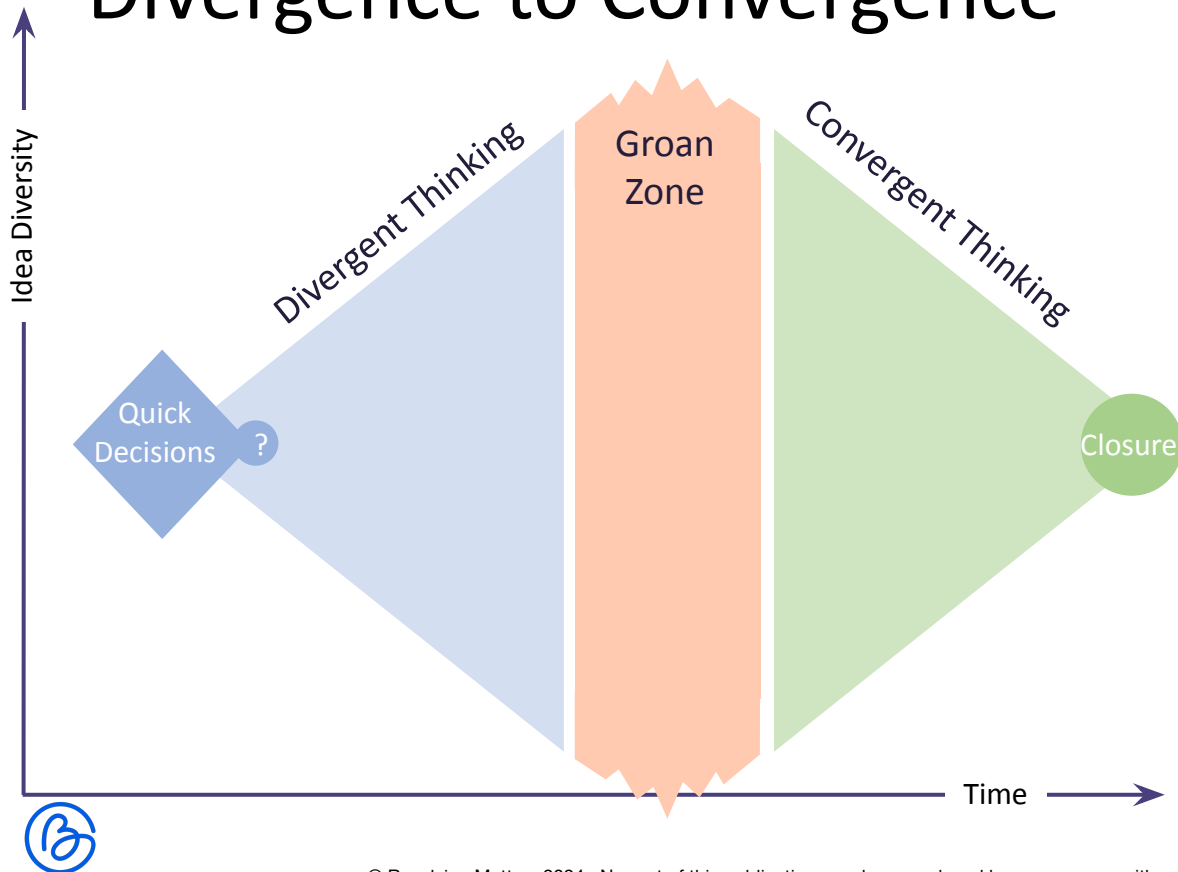 Divergence to Convergence
Idea Diversity
Divergent Thinking
Groan
Zone
Convergent Thinking
Quick
Decisions
?
Closure
Time